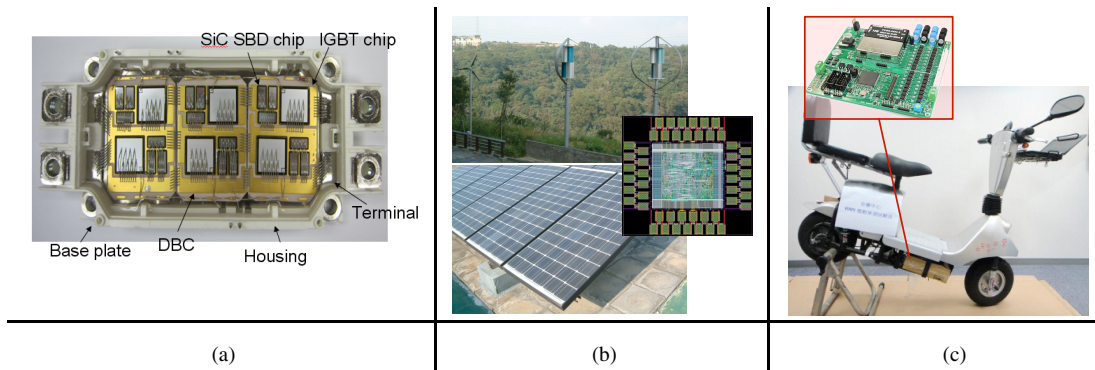 SiC SBD chip
IGBT chip
Terminal
Base plate
DBC
Housing
(a)
(b)
(c)